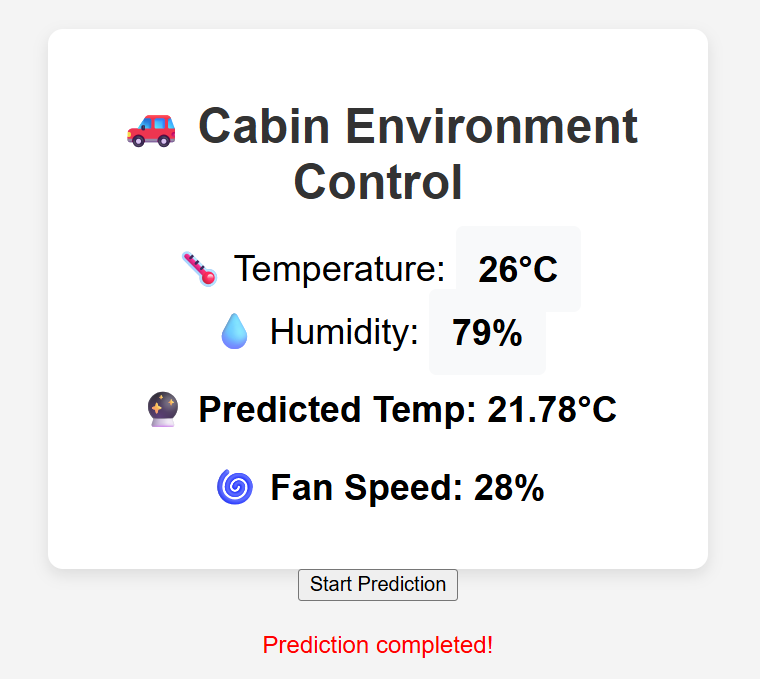 Cabin Environment
Control
Temperature: 26°C
Humidity: 79%
Predicted Temp: 21.78°C
Fan Speed: 28%
Start Prediction
Prediction completed!